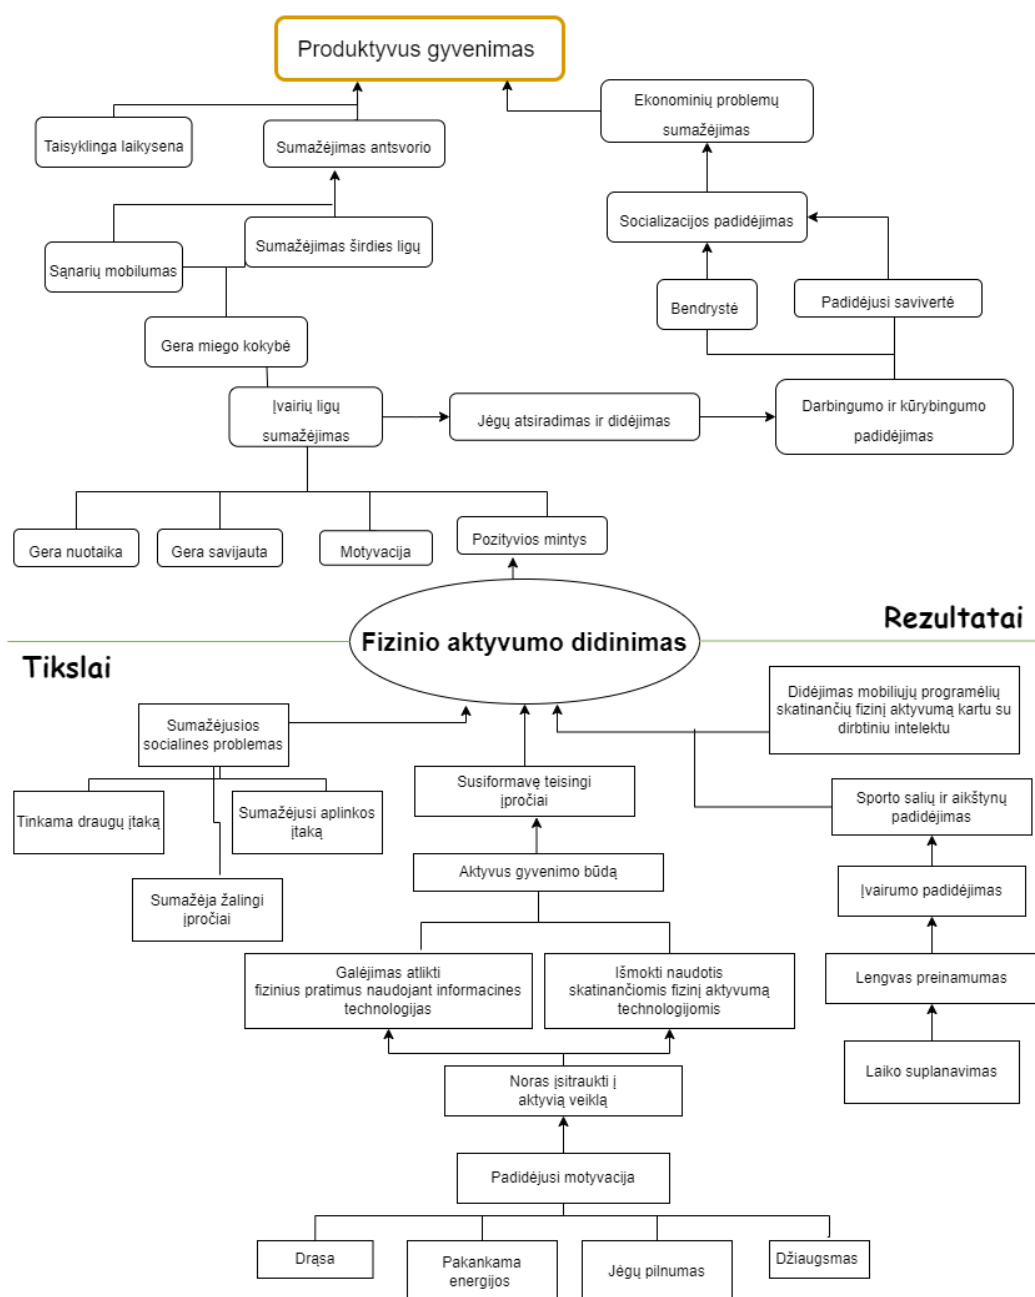 Produktyvus gyvenimas
Ekonominių problemų
sumažėjimas
Taisyklinga laikysena
Sumažėjimas antsvorio
Socializacijos padidėjimas
Sumažėjimas širdies ligų
Sąnarių mobilumas
Bendrystė
Padidėjusi savivertė
Gera miego kokybė
Įvairių ligų
sumažėjimas
Jėgų atsiradimas ir didėjimas
Darbingumo ir kūrybingumo
padidėjimas
Gera nuotaika
Gera savijauta
Motyvacija
Pozityvios mintys
Rezultatai
Fizinio aktyvumo didinimas
Tikslai
Didėjimas mobiliųjų programėlių
skatinančių fizinį aktyvumą kartu su
dirbtiniu intelektu
Sumažėjusios
socialines problemas
Susiformavę teisingi
įpročiai
Sporto salių ir aikštynų
padidėjimas
Tinkama draugų įtaką
Sumažėjusi aplinkos
įtaką
Aktyvus gyvenimo būdą
Sumažėja žalingi
įpročiai
Įvairumo padidėjimas
Galėjimas atlikti
fizinius pratimus naudojant informacines
technologijas
Išmokti naudotis
skatinančiomis fizinį aktyvumą
technologijomis
Lengvas preinamumas
Noras įsitraukti į
aktyvią veiklą
Laiko suplanavimas
Padidėjusi motyvacija
Drąsa
Pakankama
energijos
Jėgų pilnumas
Džiaugsmas